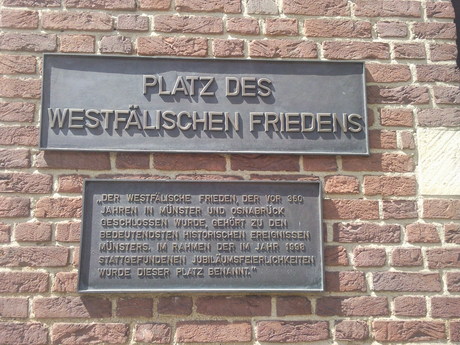 PLATZ DES
WESTFÄLISCHEN FRIEDENS
„DER WESTFÄLISCHE FRIEDEN, DER VOR 350
JAHREN IN MÜNSTER UND OSNABRÜCK
GESCHLOSSEN WURDE, GEHÖRT ZU DEN
BEDEUTENDSTEN HISTORISCHEN EREIGNISSEN
MÜNSTERS. IM RAHMEN DER IM JAHR 1998
STATTGEFUNDENEN JUBILÄUMSFEIERLICHKEITEN
WURDE DIESER PLATZ BENANNT."